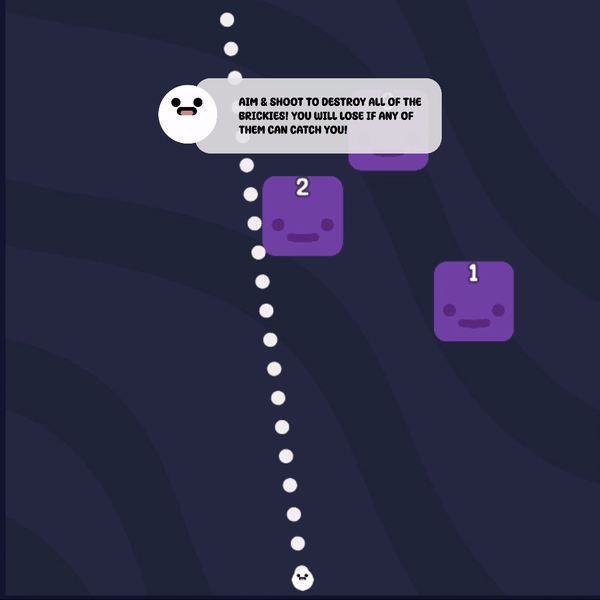 AIM & SHOOT TO DESTROY ALL OF THE
BRICKIES! YOU WILL LOSE IF ANY OF
THEM CAN CATCH YOU!
2
1